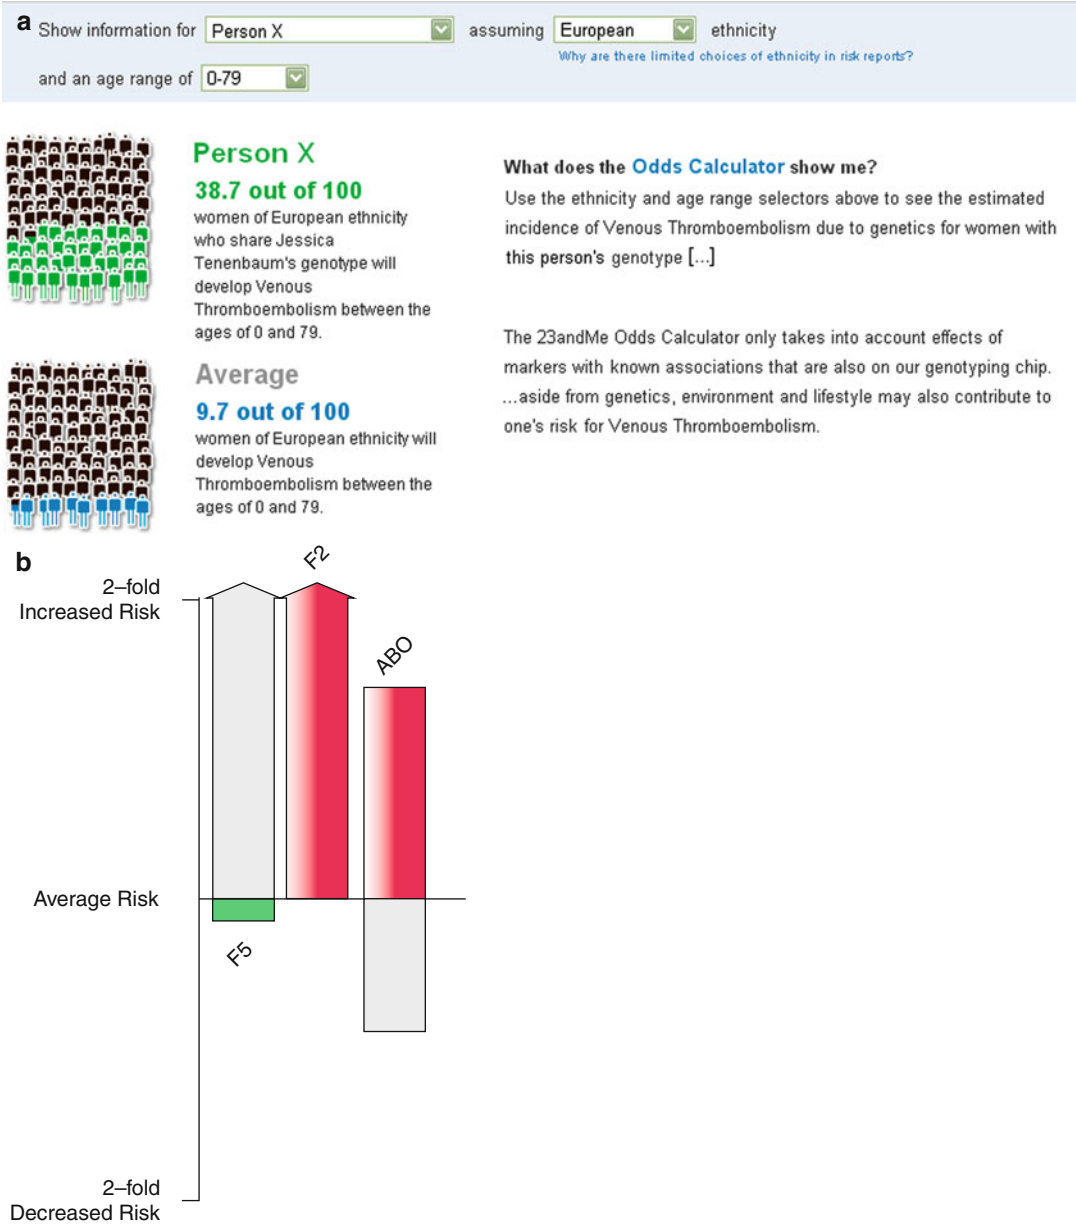 a Show information for Person X assuming European ethnicity
Why are there limited choices of ethnicity in risk reports?
and an age range of 0-79
Person X
38.7 out of 100
women of European ethnicity
who share Jessica
Tenenbaum's genotype will
develop Venous
Thromboembolism between the
ages of 0 and 79.
Average
9.7 out of 100
women of European ethnicity will
develop Venous
Thromboembolism between the
ages of 0 and 79.
What does the Odds Calculator show me?
Use the ethnicity and age range selectors above to see the estimated
incidence of Venous Thromboembolism due to genetics for women with
this person's genotype [...]
The 23andMe Odds Calculator only takes into account effects of
markers with known associations that are also on our genotyping chip.
...aside from genetics, environment and lifestyle may also contribute to
one's risk for Venous Thromboembolism.
b
2–fold
Increased Risk
F2
ABO
Average Risk
F5
2–fold
Decreased Risk